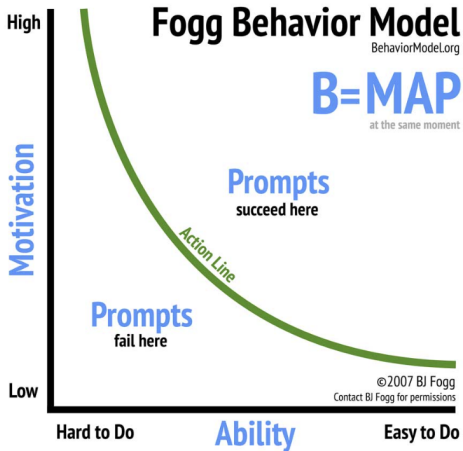 High
Fogg Behavior Model
BehaviorModel.org
B=MAP
at the same moment
Motivation
Prompts
succeed here
Action Line
Prompts
fail here
©2007 BJ Fogg
Contact BJ Fogg for permissions
Low
Hard to Do
Ability
Easy to Do